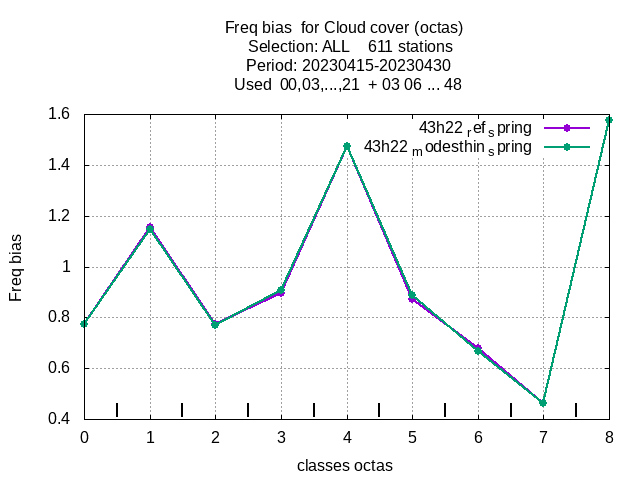 Freq bias  for Cloud cover (octas)
Selection: ALL    611 stations
Period: 20230415-20230430
Used  00,03,...,21  + 03 06 ... 48
43h22 ref spring
43h22 modesthin spring
1.6
1.4
1.2
1
0.8
0.6
0.4
Freq bias
0 1 2 3 4 5 6 7 8
classes octas